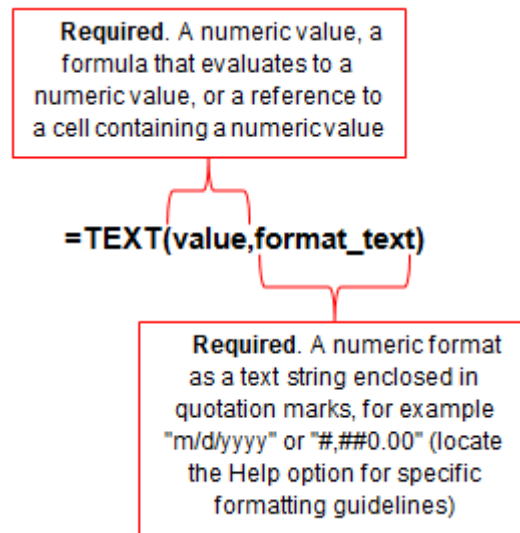 Required. A numeric value, a
formula that evaluates to a
numeric value, or a reference to
a cell containing a numeric value
=TEXT(value,format_text)
Required. A numeric format
as a text string enclosed in
quotation marks, for example
"m/d/yyyy" or "#,##0.00" (locate
the Help option for specific
formatting guidelines)